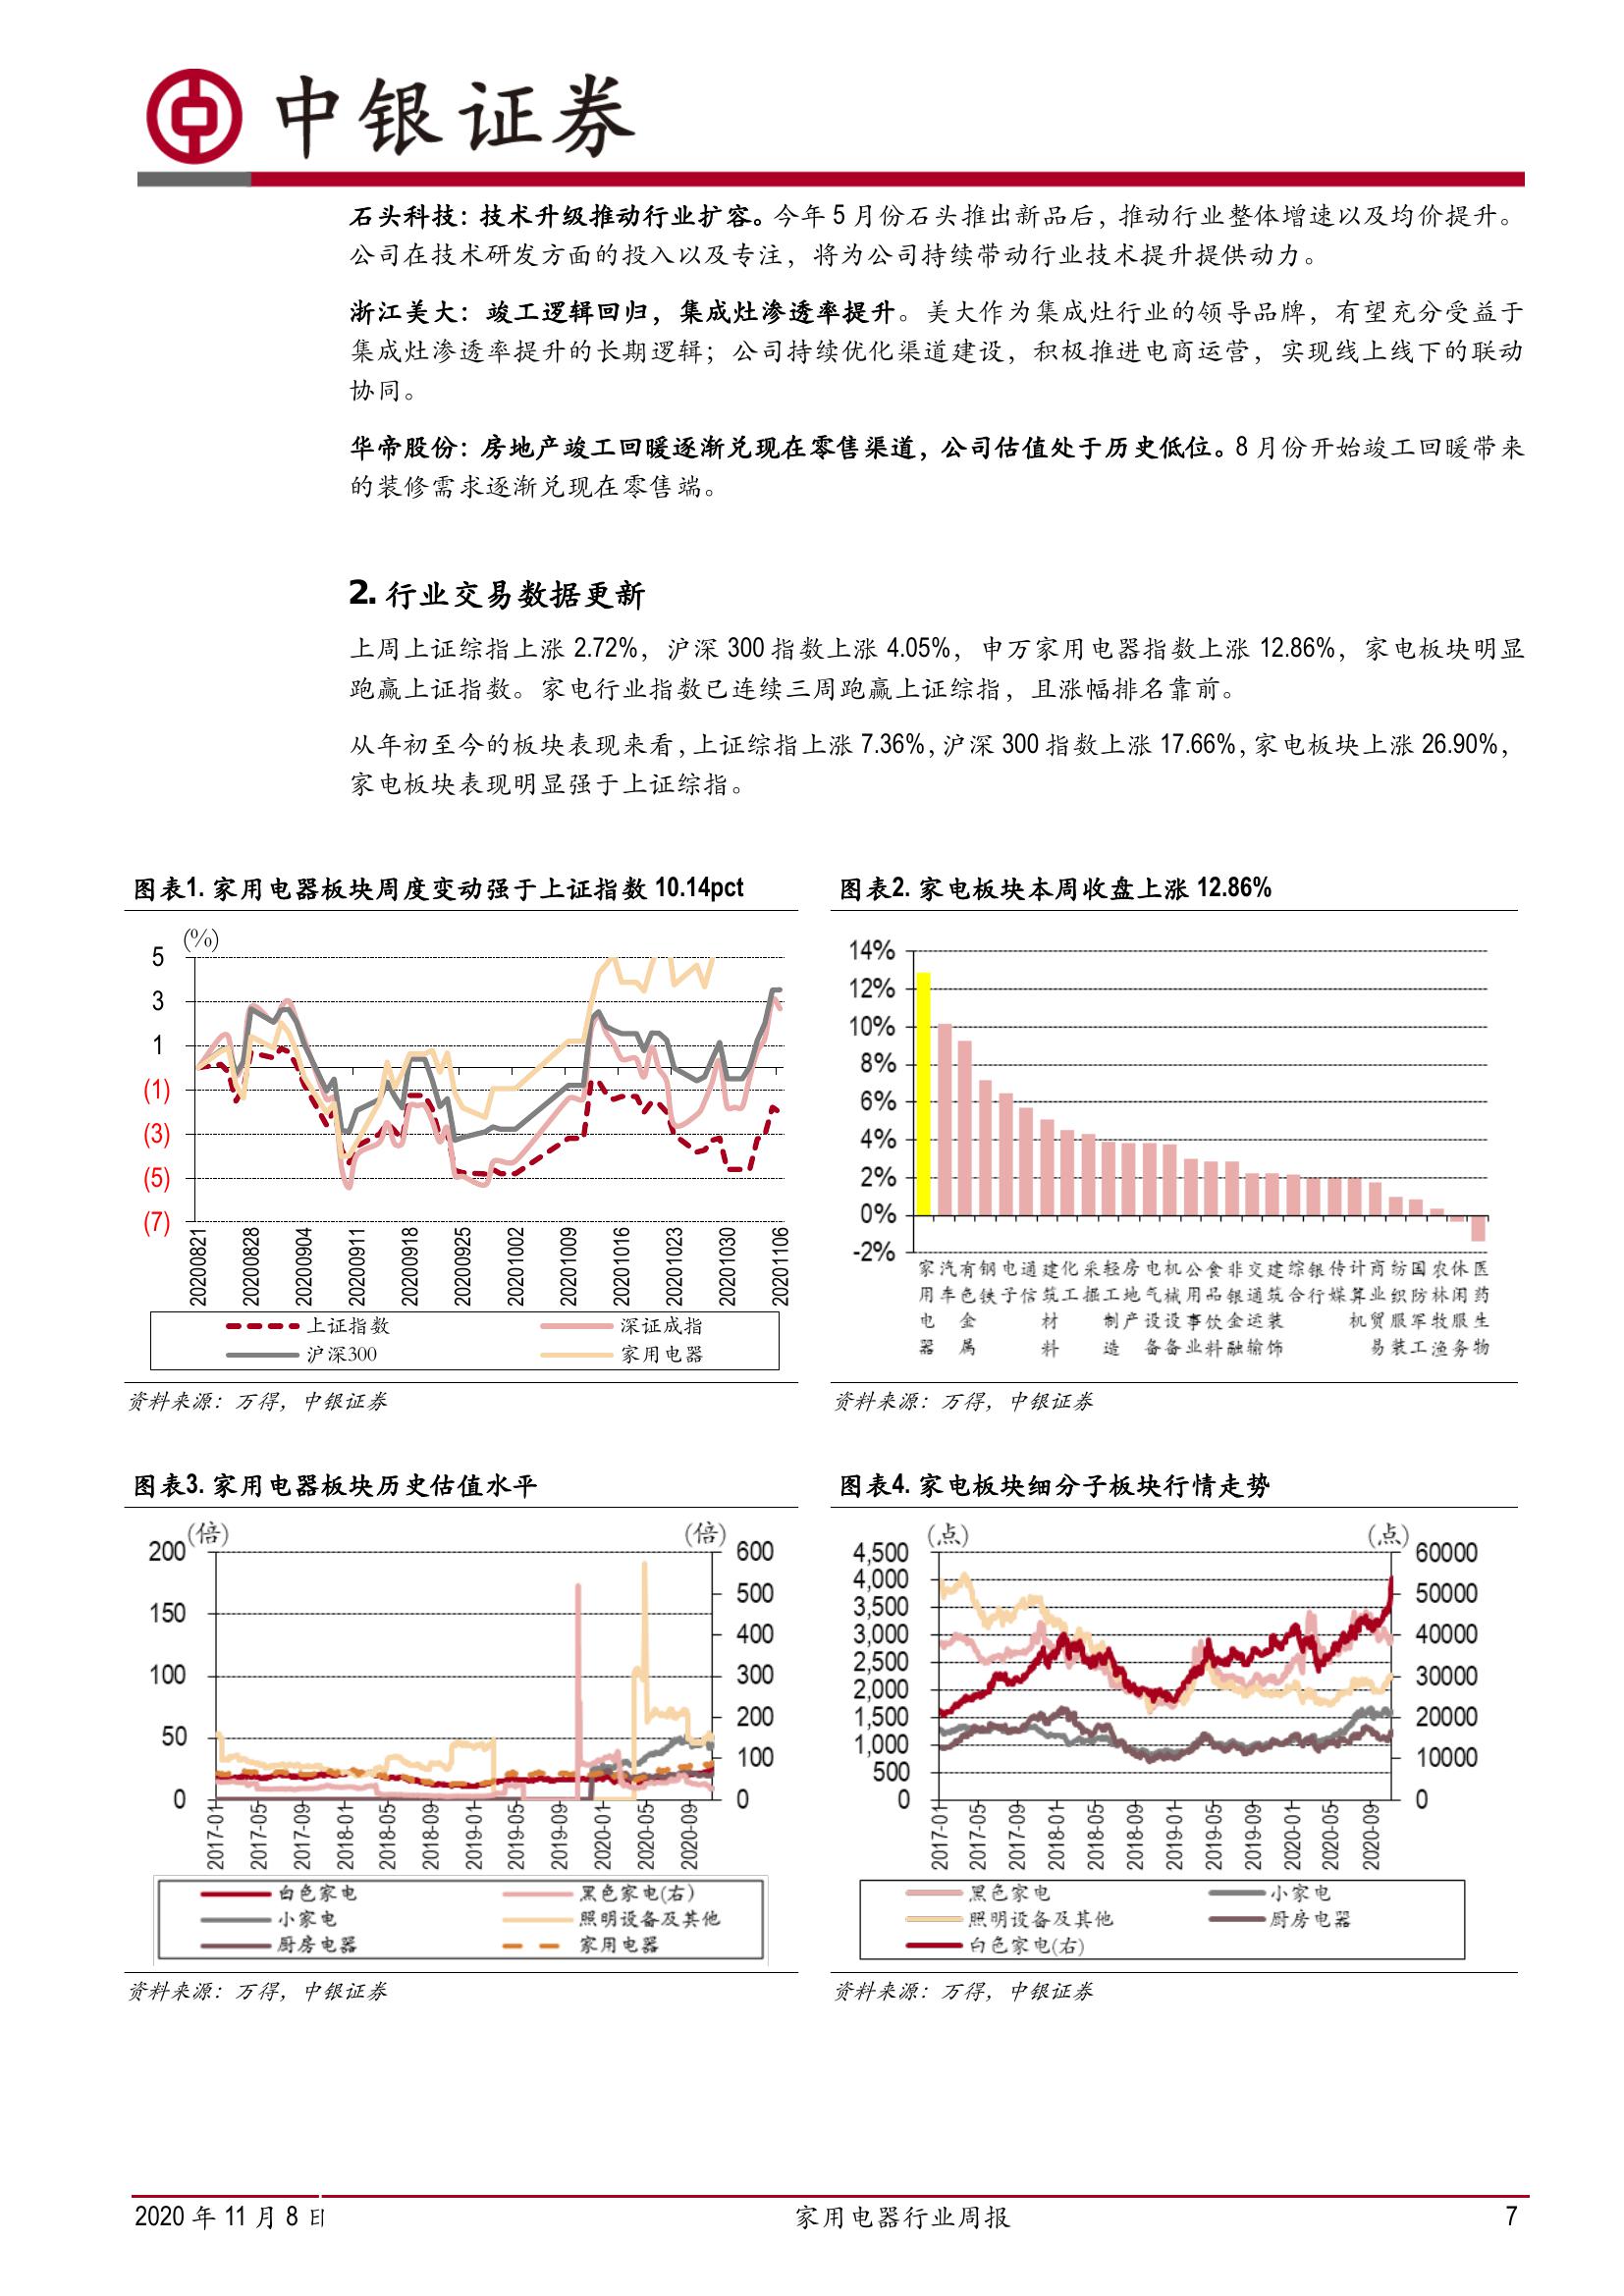 中银证券
石头科技：技术升级推动行业扩容。今年 5 月份石头推出新品后，推动行业整体增速以及均价提升。
公司在技术研发方面的投入以及专注，将为公司持续带动行业技术提升提供动力。
浙江美大：竣工逻辑回归，集成灶渗透率提升。美大作为集成灶行业的领导品牌，有望充分受益于
集成灶渗透率提升的长期逻辑；公司持续优化渠道建设，积极推进电商运营，实现线上线下的联动
协同。
华帝股份：房地产竣工回暖逐渐兑现在零售渠道，公司估值处于历史低位。8 月份开始竣工回暖带来
的装修需求逐渐兑现在零售端。
2. 行业交易数据更新
上周上证综指上涨 2.72%，沪深 300 指数上涨 4.05%，申万家用电器指数上涨 12.86%，家电板块明显
跑赢上证指数。家电行业指数已连续三周跑赢上证综指，且涨幅排名靠前。
从年初至今的板块表现来看，上证综指上涨 7.36%，沪深 300 指数上涨 17.66%，家电板块上涨 26.90%，
家电板块表现明显强于上证综指。
图表1. 家用电器板块周度变动强于上证指数 10.14pct
(%)
5
3
1
(1)
(3)
(5)
(7)
20200821
20200828
20200904
20200911
20200918
20200925
20201002
20201009
20201016
20201023
20201030
20201106
上证指数
深证成指
沪深300
家用电器
资料来源：万得，中银证券
图表2. 家电板块本周收盘上涨 12.86%
14%
12%
10%
8%
6%
4%
2%
0%
-2%
家用电器
汽车
有色金属
钢铁
电子
通信
建筑材料
化工
采掘
轻工制造
房地产
电气设备
机械设备
公用事业
食品饮料
非银金融
交通运输
建筑装饰
综合
银行
传媒
计算机
商业贸易
纺织服装
国防军工
农林牧渔
休闲服务
医药生物
资料来源：万得，中银证券
图表3. 家用电器板块历史估值水平
(倍)
(倍)
200
150
100
50
0
600
500
400
300
200
100
0
2017-01
2017-05
2017-09
2018-01
2018-05
2018-09
2019-01
2019-05
2019-09
2020-01
2020-05
2020-09
白色家电
黑色家电(右)
小家电
照明设备及其他
厨房电器
家用电器
资料来源：万得，中银证券
图表4. 家电板块细分子板块行情走势
(点)
(点)
4,500
4,000
3,500
3,000
2,500
2,000
1,500
1,000
500
0
60000
50000
40000
30000
20000
10000
0
2017-01
2017-05
2017-09
2018-01
2018-05
2018-09
2019-01
2019-05
2019-09
2020-01
2020-05
2020-09
黑色家电
小家电
照明设备及其他
厨房电器
白色家电(右)
资料来源：万得，中银证券
2020 年 11 月 8 日
家用电器行业周报
7